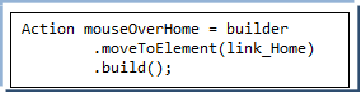 Action mouseOverHome = builder
.moveToElement(link_Home)
.build();